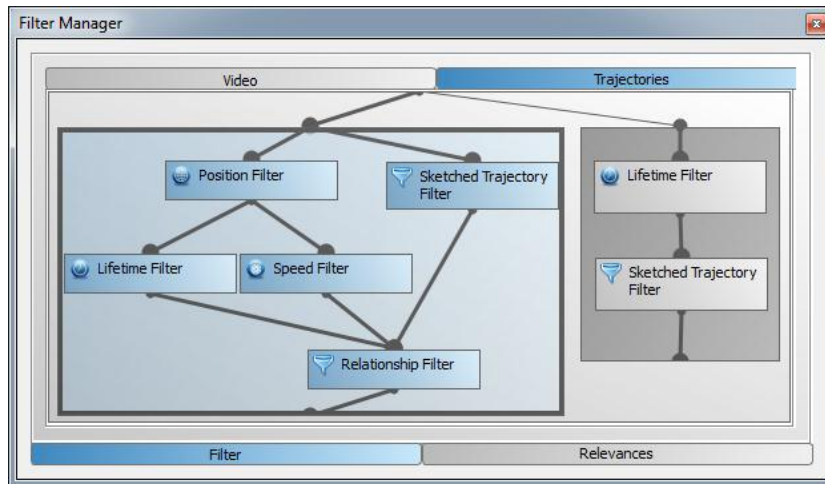 Filter Manager
Video
Trajectories
Position Filter
Sketched Trajectory
Filter
Lifetime Filter
Speed Filter
Relationship Filter
Lifetime Filter
Sketched Trajectory
Filter
Filter
Relevances